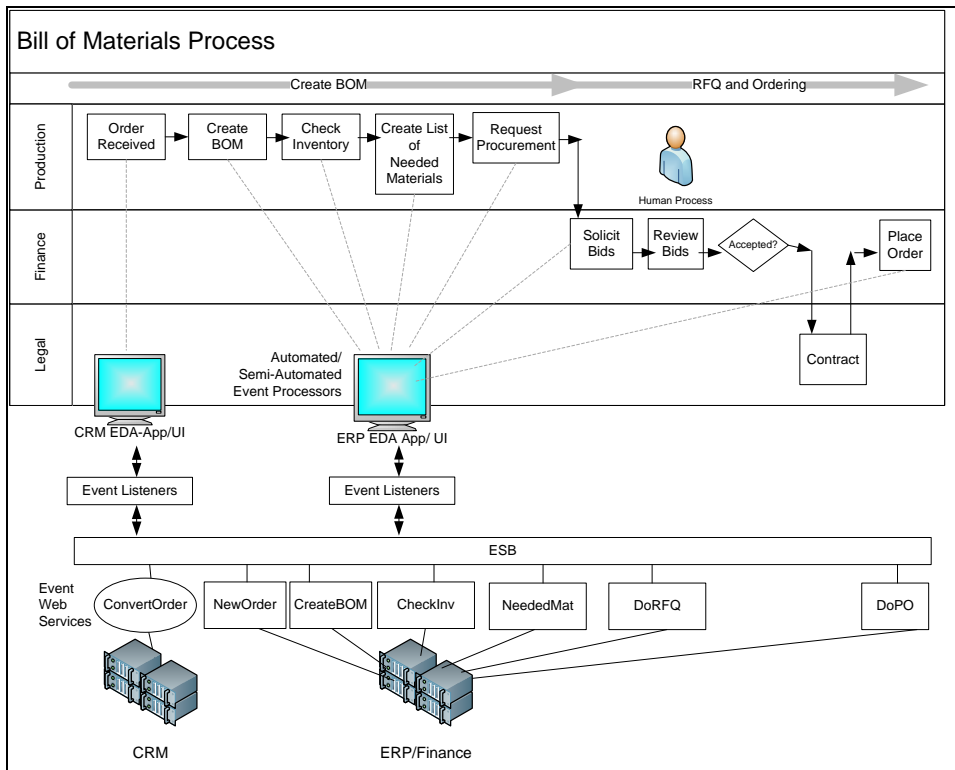 Bill of Materials Process
Create BOM
RFQ and Ordering
Production
Order
Received
Create
BOM
Check
Inventory
Create List
of
Needed
Materials
Request
Procurement
Human Process
Finance
Solicit
Bids
Review
Bids
Accepted?
Place
Order
Legal
Contract
Automated/
Semi-Automated
Event Processors
CRM EDA-App/UI
ERP EDA App/ UI
Event Listeners
Event Listeners
ESB
Event
Web
Services
ConvertOrder
NewOrder
CreateBOM
CheckInv
NeededMat
DoRFQ
DoPO
CRM
ERP/Finance